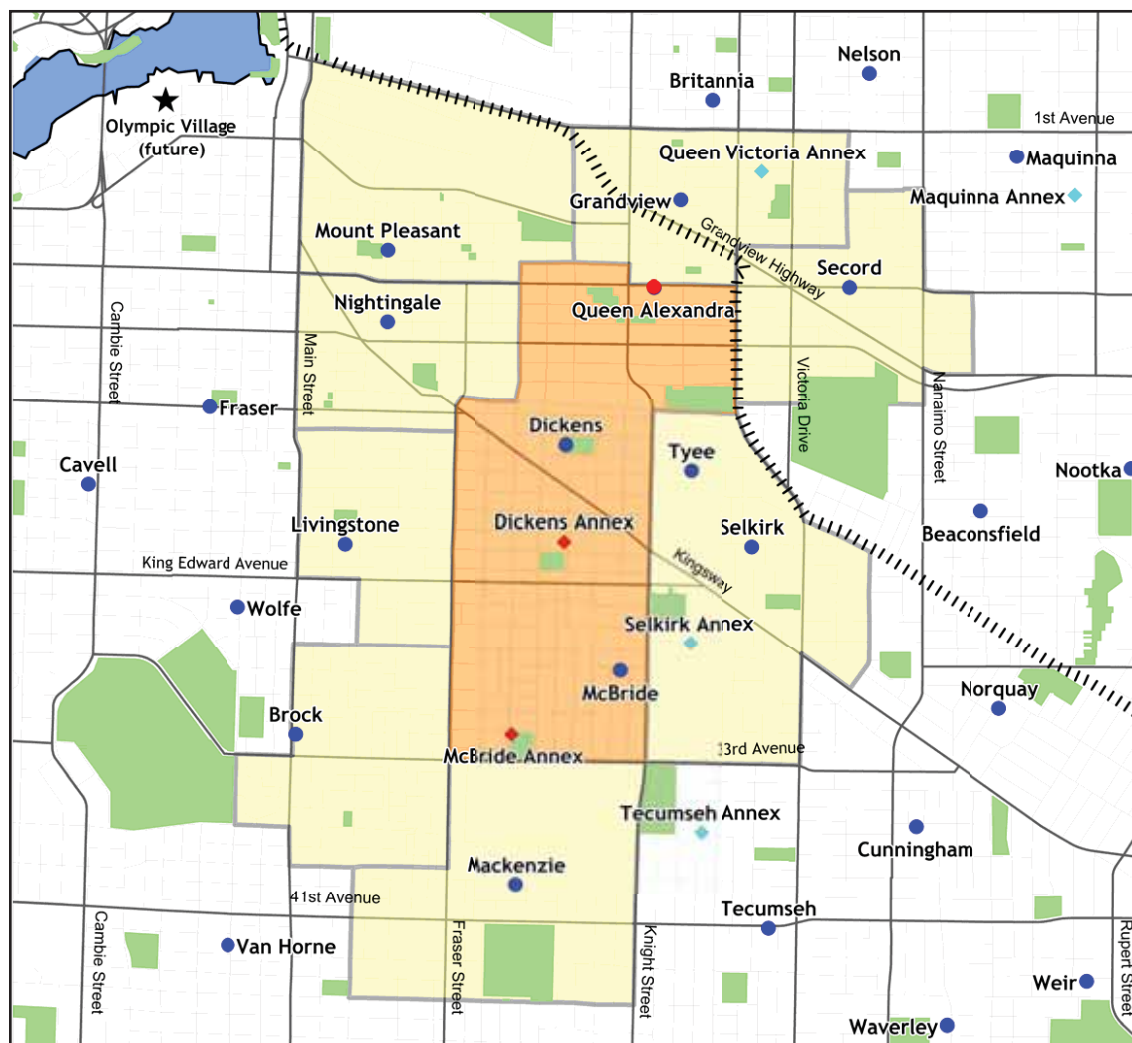 Nelson
Britannia
1st Avenue
Olympic Village
(future)
Queen Victoria Annex
Maquinna
Maquinna Annex
Grandview
Mount Pleasant
Grandview Highway
Secord
Nightingale
Queen Alexandra
Cambie Street
Main Street
Victoria Drive
Nanaimo Street
Fraser
Dickens
Tyee
Cavell
Nootka
Livingstone
Dickens Annex
Selkirk
Beaconsfield
King Edward Avenue
Kingsway
Wolfe
Selkirk Annex
McBride
Norquay
Brock
McBride Annex
3rd Avenue
Tecumseh Annex
Cunningham
Mackenzie
41st Avenue
Tecumseh
Cambie Street
Fraser Street
Knight Street
Rupert Street
Van Horne
Weir
Waverley